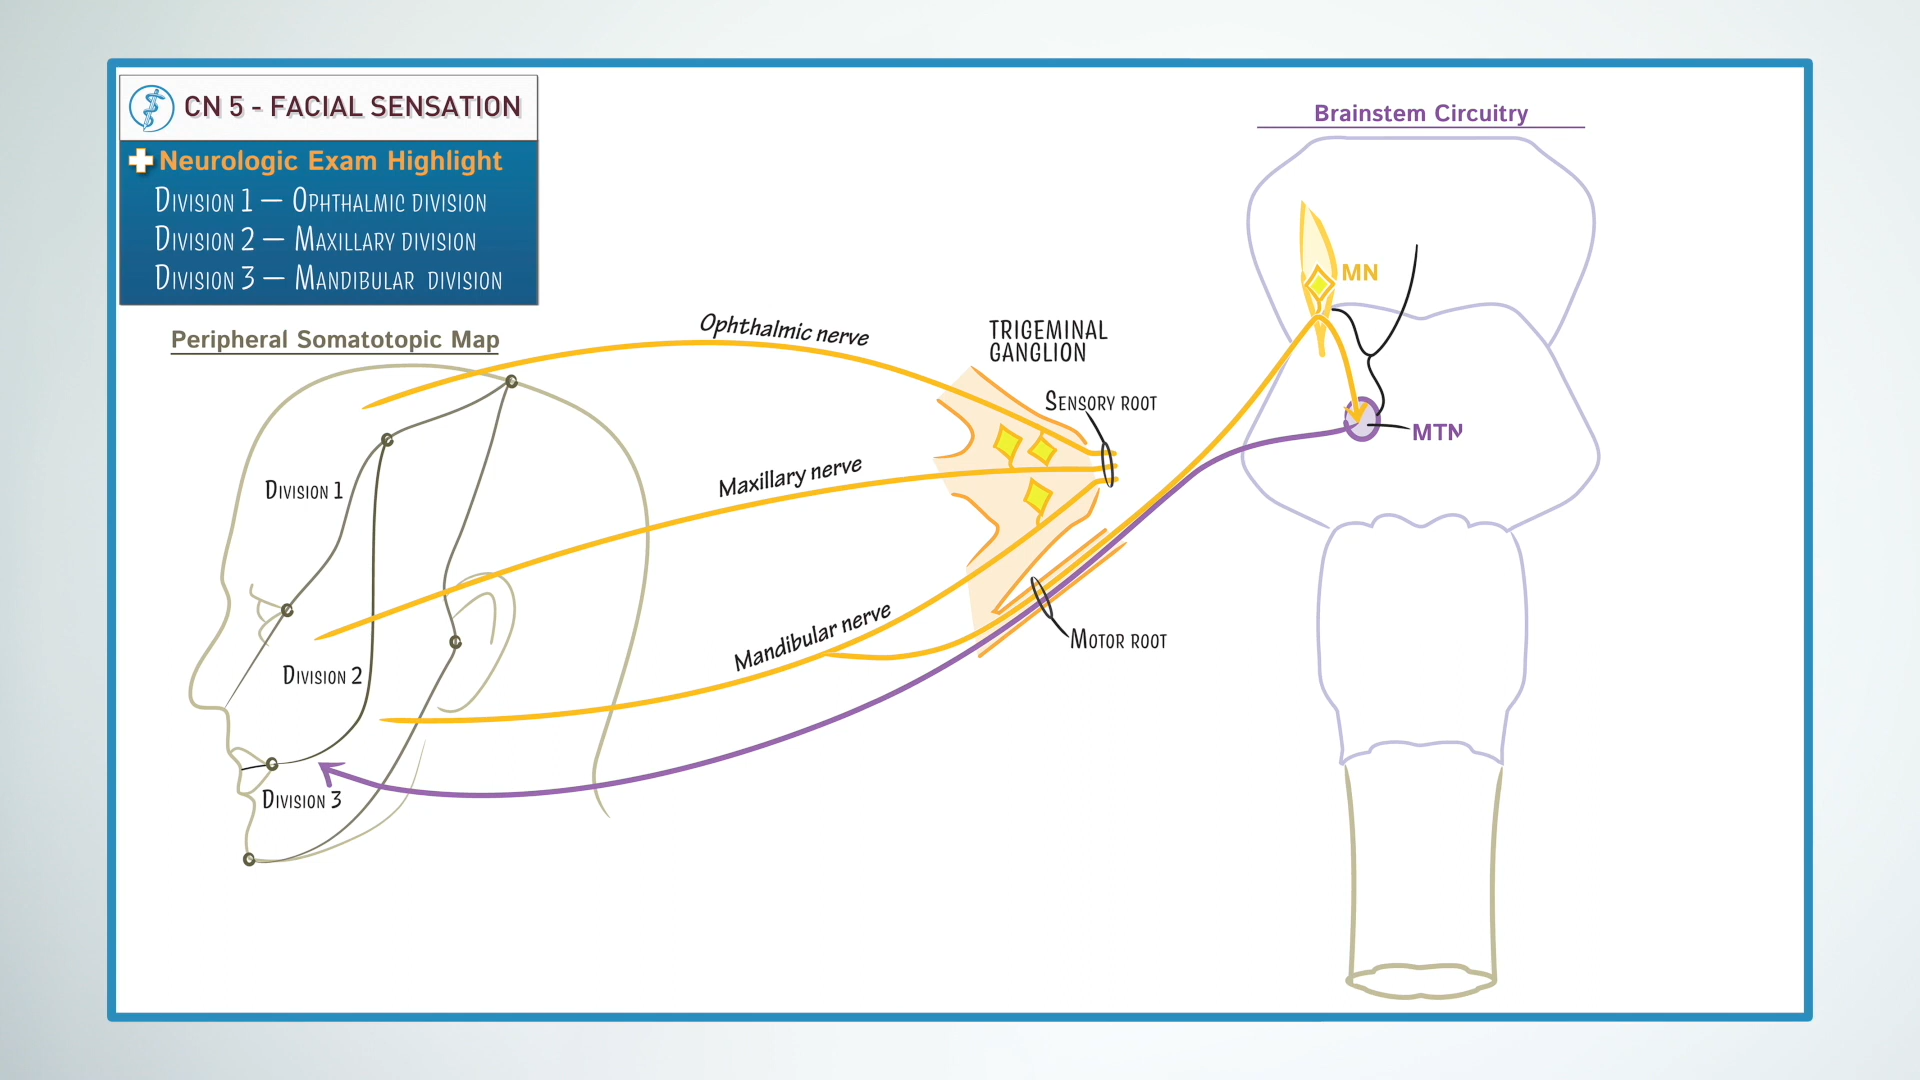 CN 5 - FACIAL SENSATION
Neurologic Exam Highlight
DIVISION 1 — OPHTHALMIC DIVISION
DIVISION 2 — MAXILLARY DIVISION
DIVISION 3 — MANDIBULAR DIVISION
Peripheral Somatotopic Map
Brainstem Circuitry
Ophthalmic nerve
TRIGEMINAL
GANGLION
SENSORY ROOT
Maxillary nerve
Mandibular nerve
MOTOR ROOT
DIVISION 1
DIVISION 2
DIVISION 3
MN
MTN